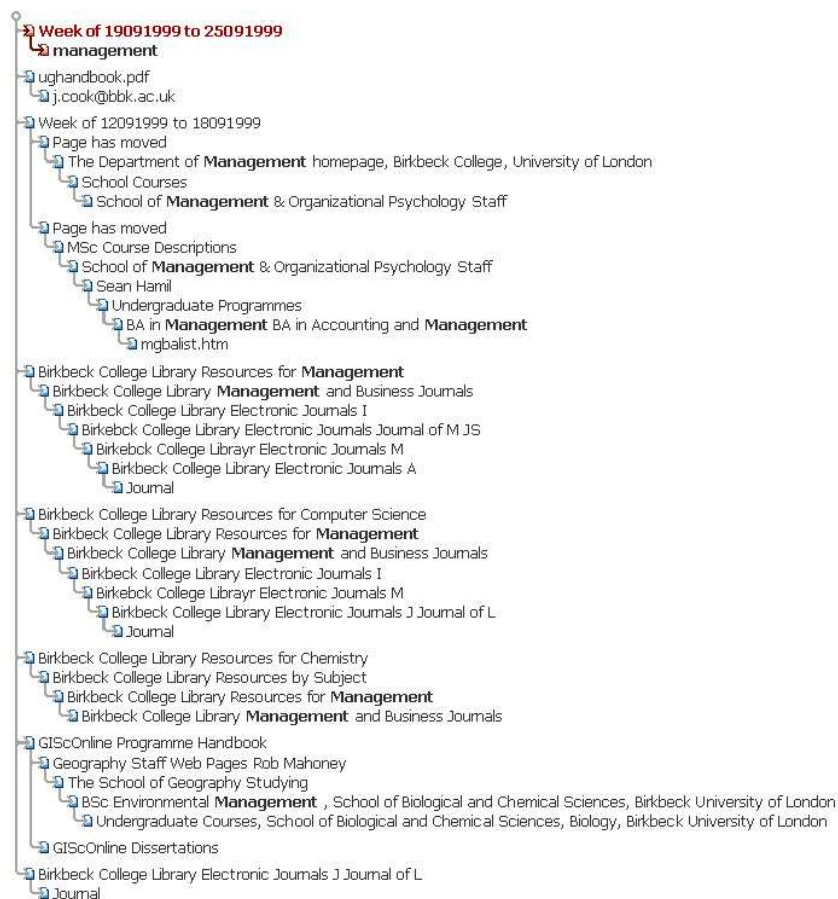 Week of 19091999 to 25091999
management
ughandbook.pdf
j.cook@bbk.ac.uk
Week of 12091999 to 18091999
Page has moved
The Department of Management homepage, Birkbeck College, University of London
School Courses
School of Management & Organizational Psychology Staff
Page has moved
MSc Course Descriptions
School of Management & Organizational Psychology Staff
Sean Hamil
Undergraduate Programmes
BA in Management BA in Accounting and Management
mgbalist.htm
Birkbeck College Library Resources for Management
Birkbeck College Library Management and Business Journals
Birkbeck College Library Electronic Journals I
Birkebck College Library Electronic Journals Journal of M JS
Birkebck College Librayr Electronic Journals M
Birkbeck College Library Electronic Journals A
Journal
Birkbeck College Library Resources for Computer Science
Birkbeck College Library Resources for Management
Birkbeck College Library Management and Business Journals
Birkbeck College Library Electronic Journals I
Birkebck College Librayr Electronic Journals M
Birkbeck College Library Electronic Journals J Journal of L
Journal
Birkbeck College Library Resources for Chemistry
Birkbeck College Library Resources by Subject
Birkbeck College Library Resources for Management
Birkbeck College Library Management and Business Journals
GIScOnline Programme Handbook
Geography Staff Web Pages Rob Mahoney
The School of Geography Studying
BSc Environmental Management , School of Biological and Chemical Sciences, Birkbeck University of London
Undergraduate Courses, School of Biological and Chemical Sciences, Biology, Birkbeck University of London
GIScOnline Dissertations
Birkbeck College Library Electronic Journals J Journal of L
Journal